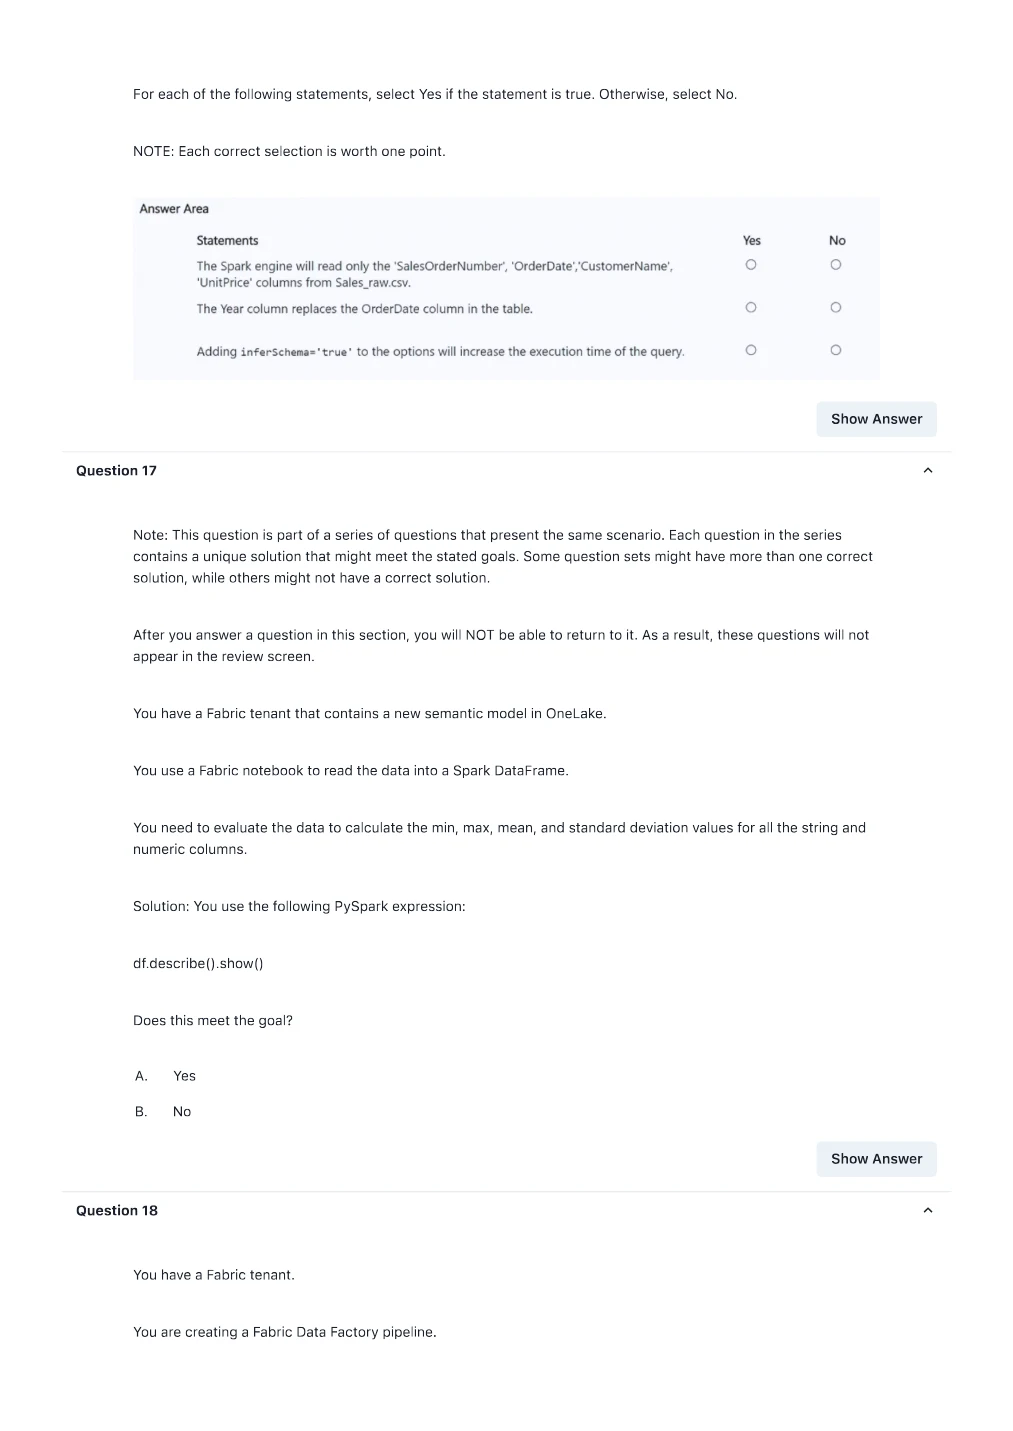 For each of the following statements, select Yes if the statement is true. Otherwise, select No.
NOTE: Each correct selection is worth one point.
Answer Area
Statements Yes No
The Spark engine will read only the 'SalesOrderNumber', 'OrderDate','CustomerName',
'UnitPrice' columns from Sales_raw.csv.
The Year column replaces the OrderDate column in the table.
Adding inferSchema='true' to the options will increase the execution time of the query.
Show Answer
Question 17
Note: This question is part of a series of questions that present the same scenario. Each question in the series
contains a unique solution that might meet the stated goals. Some question sets might have more than one correct
solution, while others might not have a correct solution.
After you answer a question in this section, you will NOT be able to return to it. As a result, these questions will not
appear in the review screen.
You have a Fabric tenant that contains a new semantic model in OneLake.
You use a Fabric notebook to read the data into a Spark DataFrame.
You need to evaluate the data to calculate the min, max, mean, and standard deviation values for all the string and
numeric columns.
Solution: You use the following PySpark expression:
df.describe().show()
Does this meet the goal?
A. Yes
B. No
Show Answer
Question 18
You have a Fabric tenant.
You are creating a Fabric Data Factory pipeline.